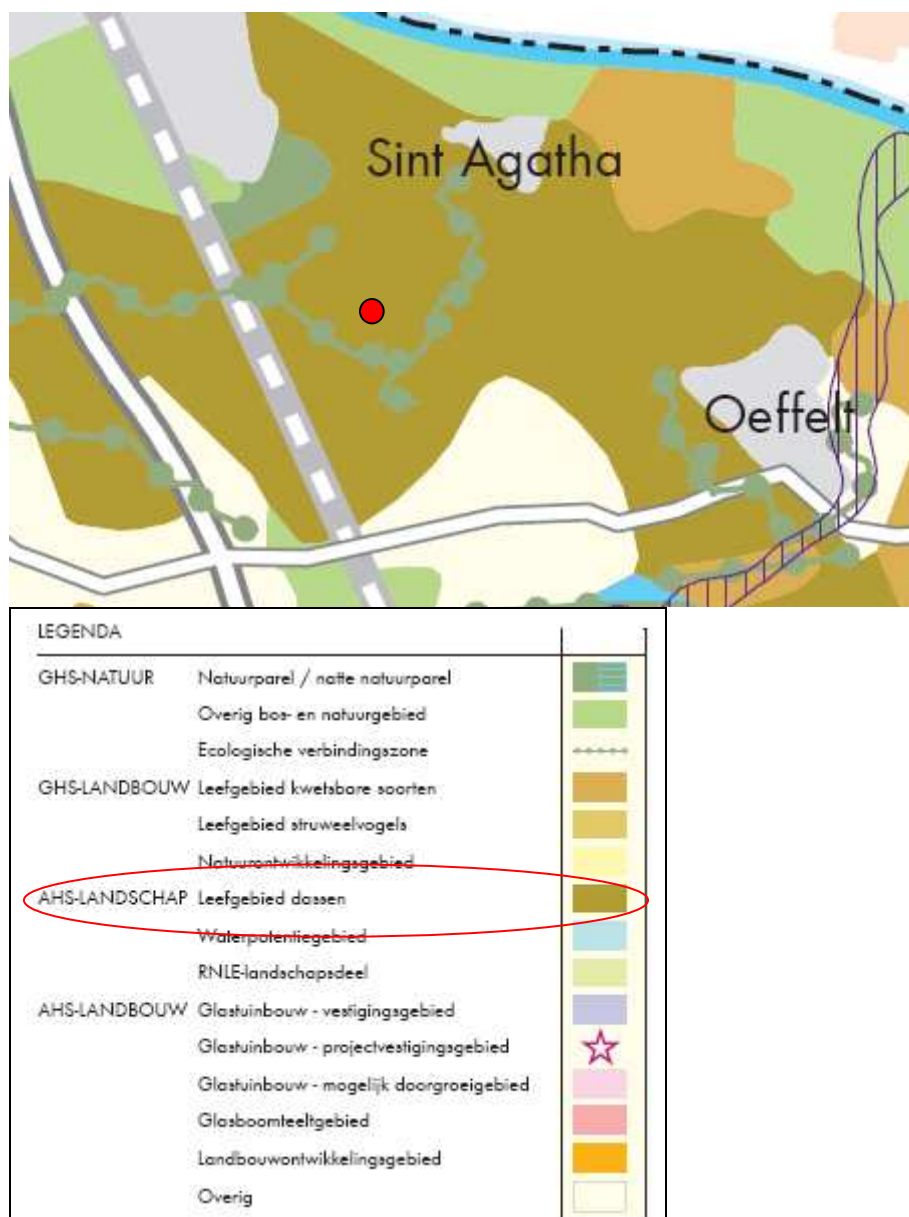 Sint Agatha
Oeffelt
LEGENDA
GHS-NATUUR Natuurparel / natte natuurparel
Overig bos- en natuurgebied
Ecologische verbindingszone
GHS-LANDBOUW Leefgebied kwetsbare soorten
Leefgebied struweelvogels
Natuurontwikkelingsgebied
AHS-LANDSCHAP Leefgebied dassen
Waterpotentiegebied
RNLE-landschapsdeel
AHS-LANDBOUW Glastuinbouw - vestigingsgebied
Glastuinbouw - projectvestigingsgebied
Glastuinbouw - mogelijk doorgroeigebied
Glasboomteeltgebied
Landbouwontwikkelingsgebied
Overig